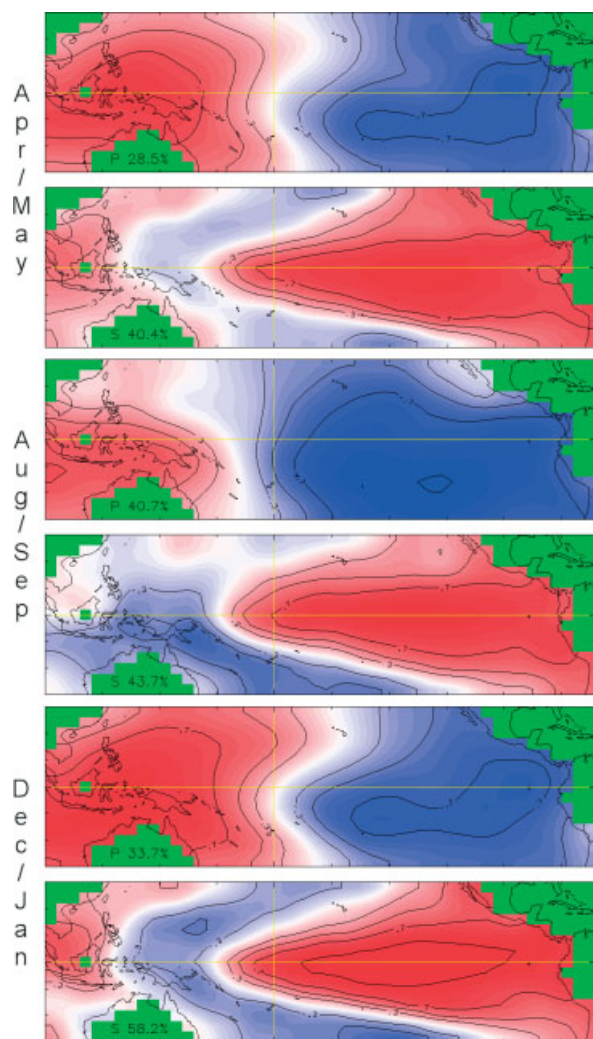 Apr/May
P 28.5%
S 40.4%
Aug/Sep
P 40.7%
S 43.7%
Dec/Jan
P 33.7%
S 58.2%